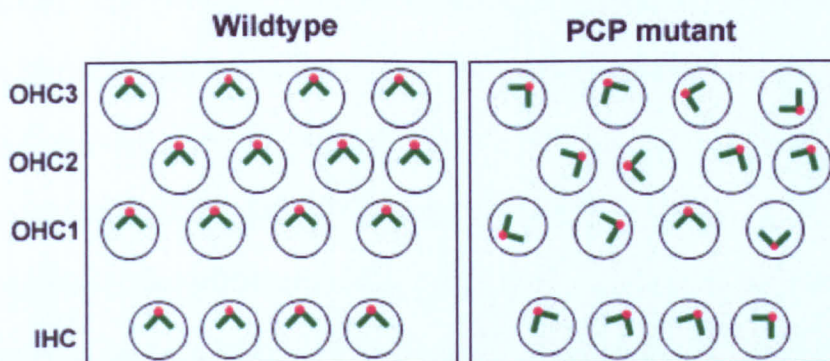 Wildtype
PCP mutant
OHC3
OHC2
OHC1
IHC